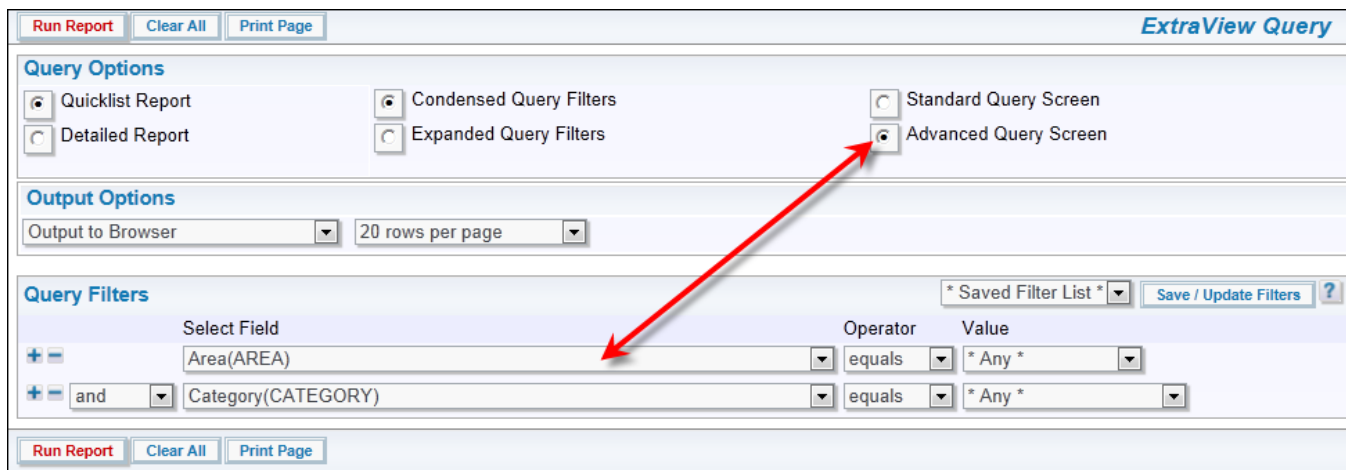 Run Report Clear All Print Page ExtraView Query
Query Options
Quicklist Report Condensed Query Filters Standard Query Screen
Detailed Report Expanded Query Filters Advanced Query Screen
Output Options
Output to Browser 20 rows per page
Query Filters * Saved Filter List * Save / Update Filters ?
Select Field Operator Value
+ - Area(AREA) equals * Any *
+ - and Category(CATEGORY) equals * Any *
Run Report Clear All Print Page